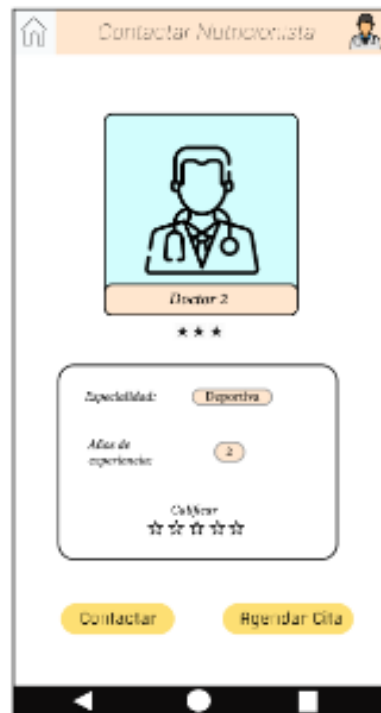 Contactar Nutricionista
Doctor 2
Especialidad:
Deportiva
Años de
experiencia:
2
Calificar
Contactar
Agendar Cita